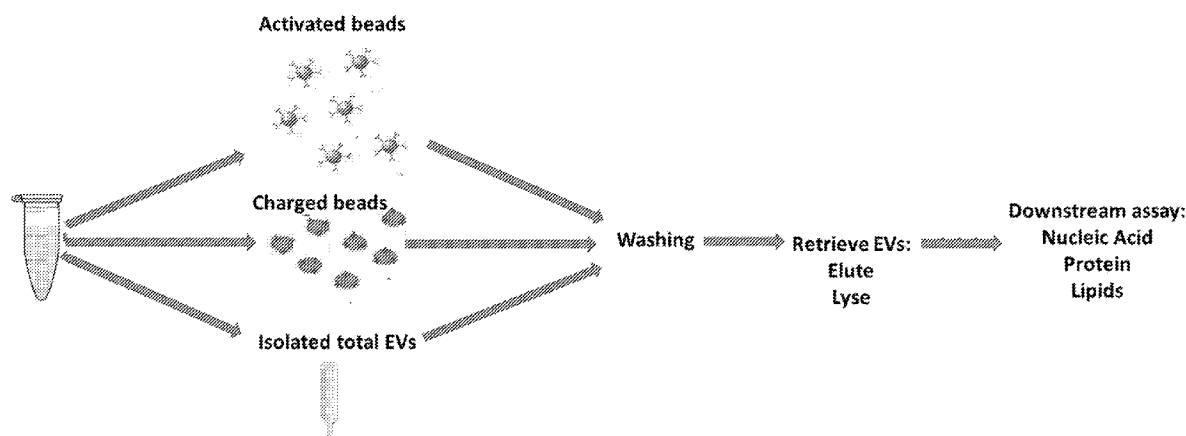 Activated beads
Charged beads
Isolated total EVs
Washing
Retrieve EVs:
Elute
Lyse
Downstream assay:
Nucleic Acid
Protein
Lipids